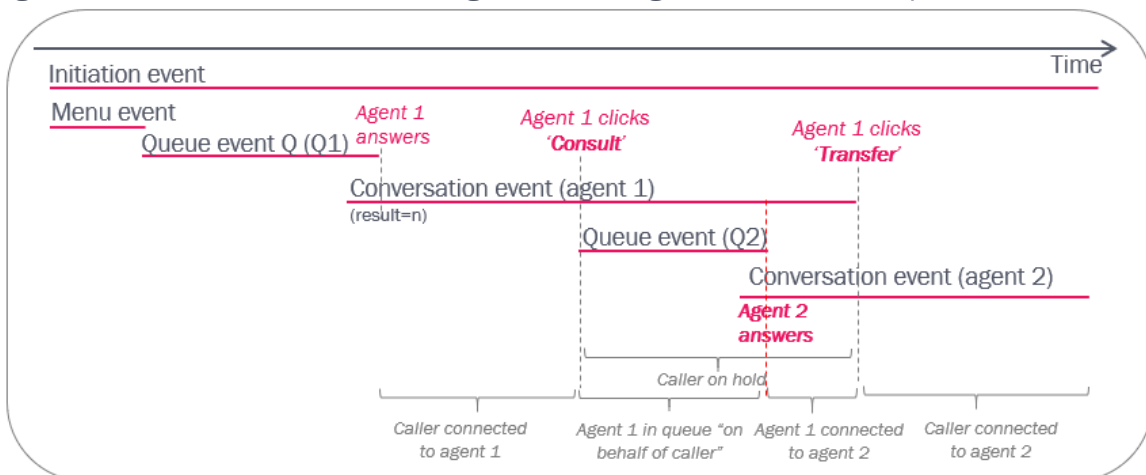 Time
Initiation event
Menu event
Agent 1
answers
Agent 1 clicks
‘Consult’
Agent 1 clicks
‘Transfer’
Queue event Q (Q1)
Conversation event (agent 1)
(result=n)
Queue event (Q2)
Conversation event (agent 2)
Agent 2
answers
Caller on hold
Caller connected
to agent 1
Agent 1 in queue “on
behalf of caller”
Agent 1 connected
to agent 2
Caller connected
to agent 2